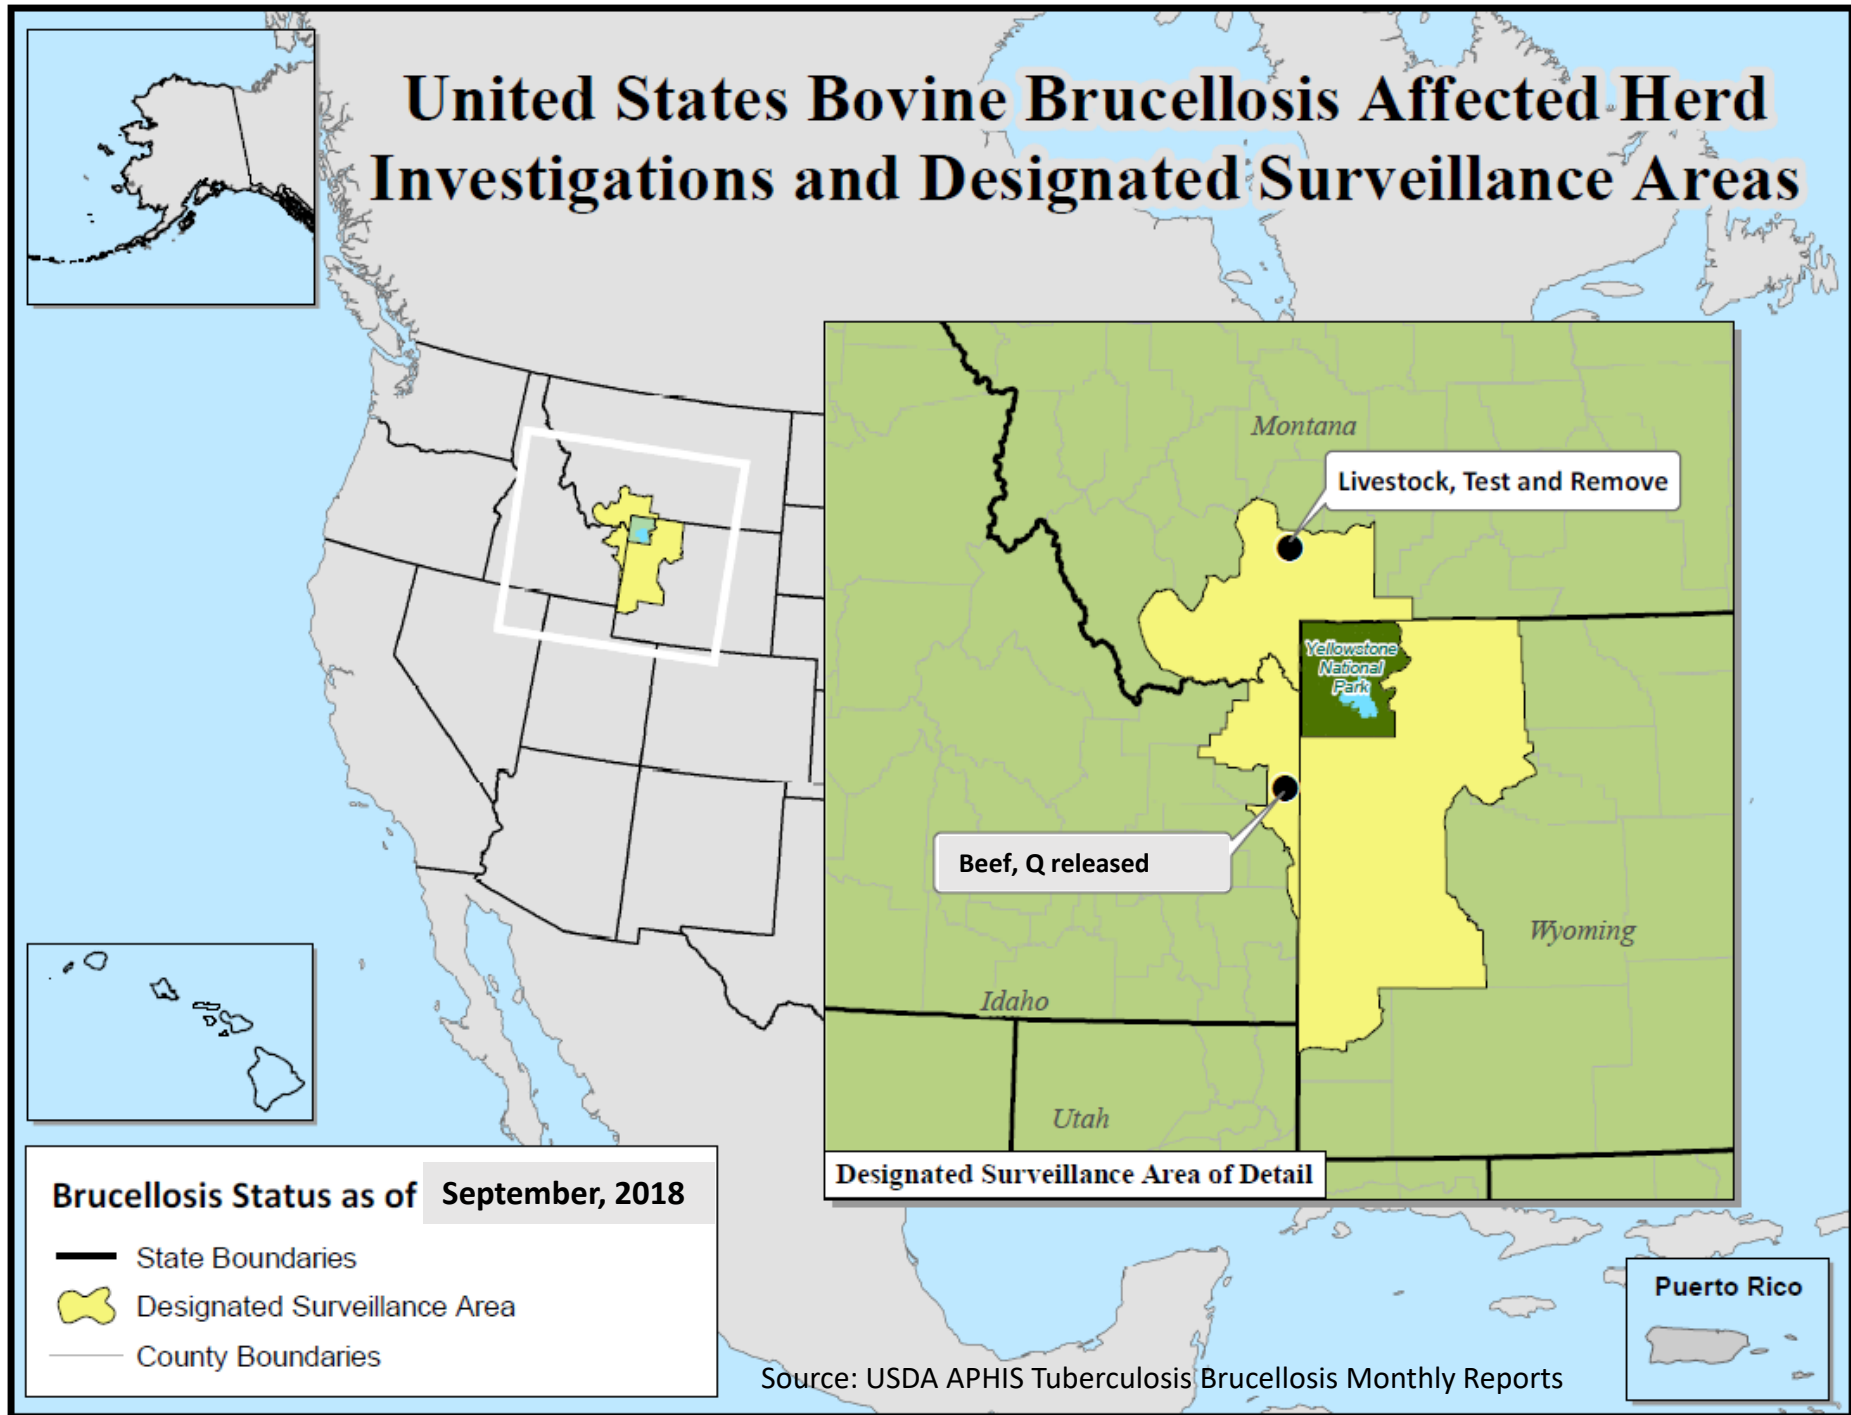 United States Bovine Brucellosis Affected Herd
Investigations and Designated Surveillance Areas
Montana
Livestock, Test and Remove
Yellowstone
National
Park
Beef, Q released
Wyoming
Idaho
Utah
Designated Surveillance Area of Detail
Brucellosis Status as of September, 2018
State Boundaries
Designated Surveillance Area
County Boundaries
Puerto Rico
Source: USDA APHIS Tuberculosis Brucellosis Monthly Reports